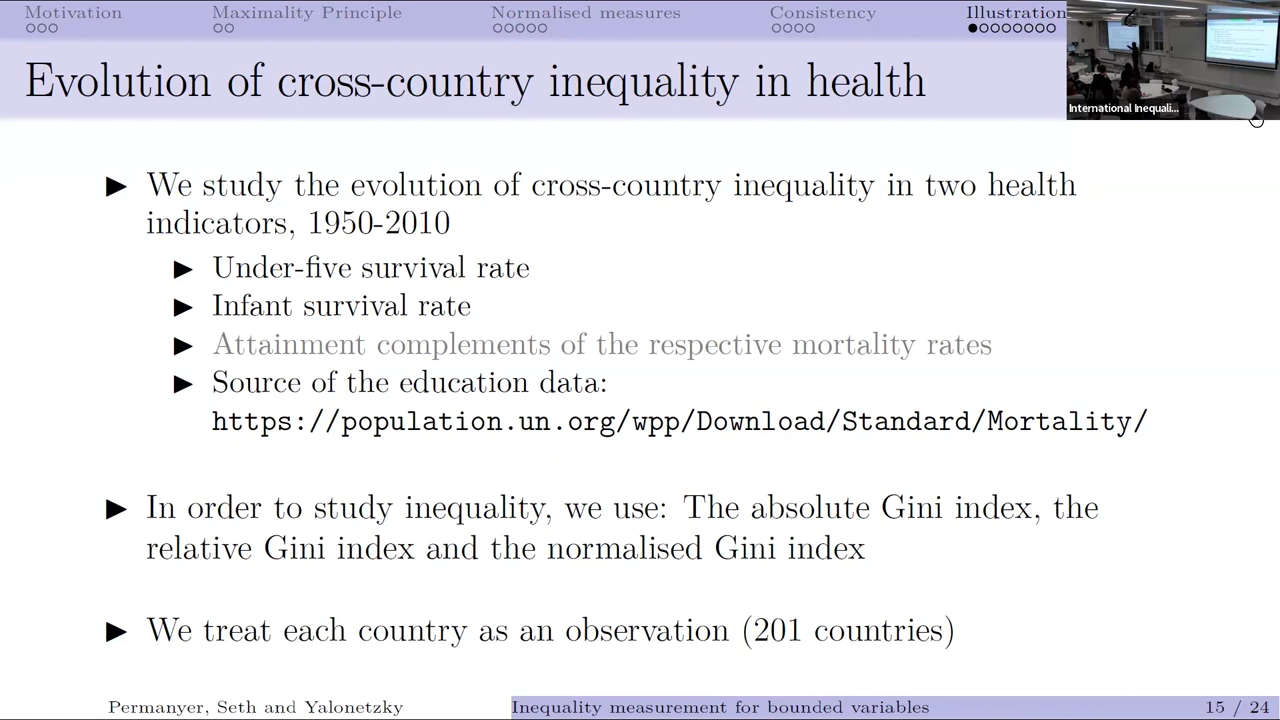 Motivation Maximality Principle Normalised measures Consistency Illustration
Evolution of cross-country inequality in health
International Inequali...
▶ We study the evolution of cross-country inequality in two health
indicators, 1950-2010
▶ Under-five survival rate
▶ Infant survival rate
▶ Attainment complements of the respective mortality rates
▶ Source of the education data:
https://population.un.org/wpp/Download/Standard/Mortality/
▶ In order to study inequality, we use: The absolute Gini index, the
relative Gini index and the normalised Gini index
▶ We treat each country as an observation (201 countries)
Permanyer, Seth and Yalonetzky Inequality measurement for bounded variables 15 / 24